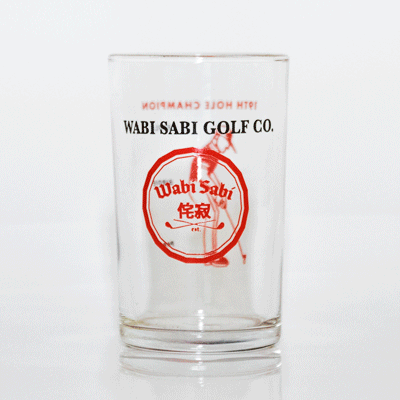 19TH HOLE CHAMPION
WABI SABI GOLF CO.
Wabi Sabi
侘寂
est.